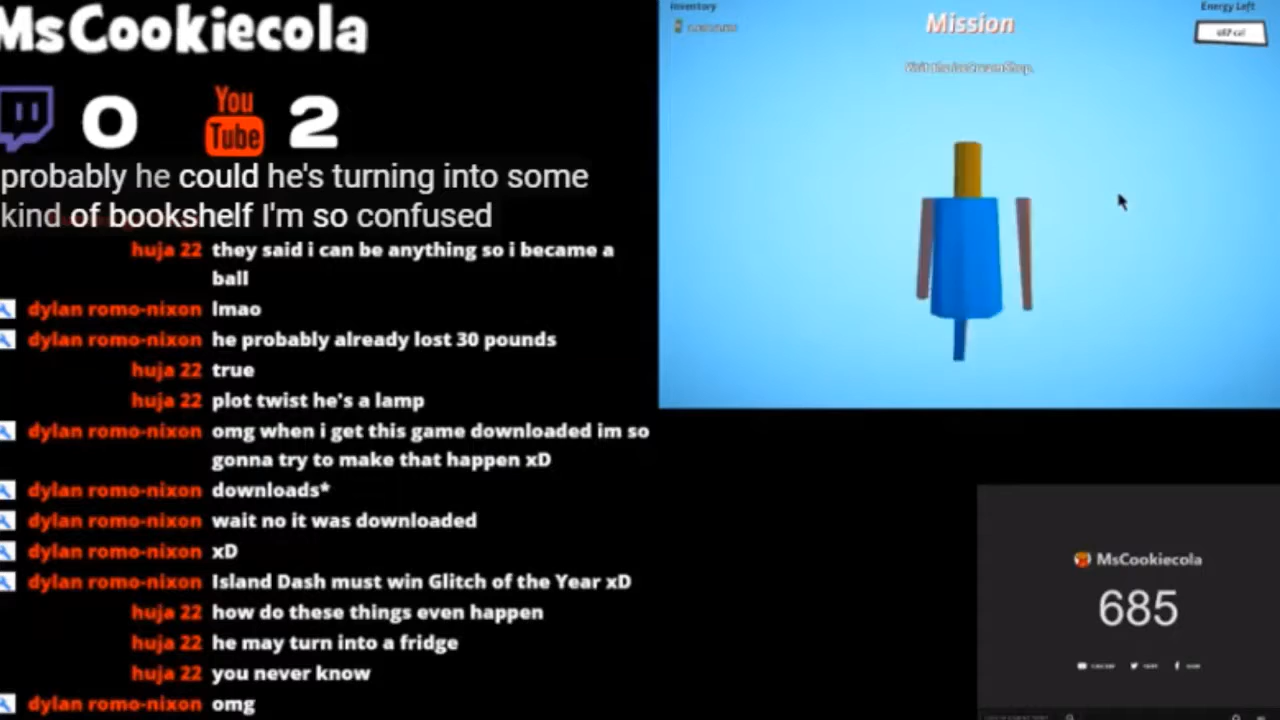 MsCookiecola
0
You
Tube
2
probably he could he's turning into some
kind of bookshelf I'm so confused
huja 22 they said i can be anything so i became a
ball
dylan romo-nixon lmao
dylan romo-nixon he probably already lost 30 pounds
huja 22 true
huja 22 plot twist he's a lamp
dylan romo-nixon omg when i get this game downloaded im so
gonna try to make that happen xD
dylan romo-nixon downloads*
dylan romo-nixon wait no it was downloaded
dylan romo-nixon xD
dylan romo-nixon Island Dash must win Glitch of the Year xD
huja 22 how do these things even happen
huja 22 he may turn into a fridge
huja 22 you never know
dylan romo-nixon omg
Inventory
Mission
Energy Left
Visit the IceCreamShop.
MsCookiecola
685